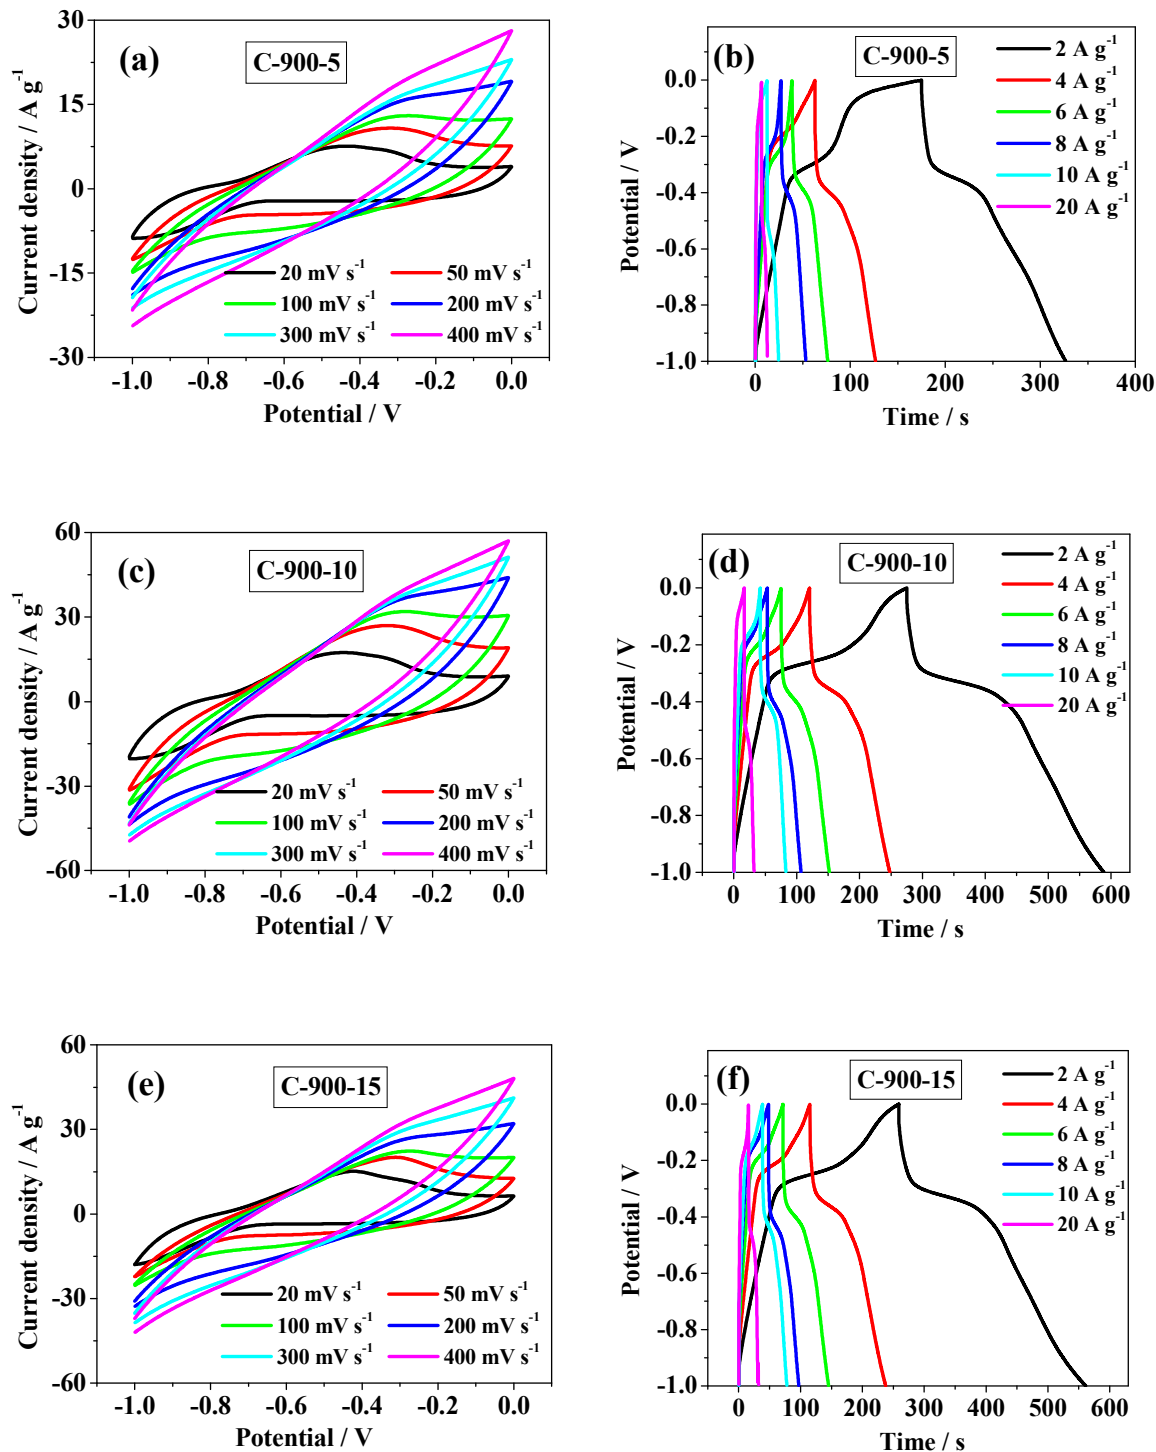 (a)
C-900-5
30
15
0
-15
-30
Current density / A g⁻¹
20 mV s⁻¹ 50 mV s⁻¹
100 mV s⁻¹ 200 mV s⁻¹
300 mV s⁻¹ 400 mV s⁻¹
-1.0 -0.8 -0.6 -0.4 -0.2 0.0
Potential / V
(b)
C-900-5
2 A g⁻¹
4 A g⁻¹
6 A g⁻¹
8 A g⁻¹
10 A g⁻¹
20 A g⁻¹
0.0
-0.2
-0.4
-0.6
-0.8
-1.0
Potential / V
0 100 200 300 400
Time / s
(c)
C-900-10
60
30
0
-30
-60
Current density / A g⁻¹
20 mV s⁻¹ 50 mV s⁻¹
100 mV s⁻¹ 200 mV s⁻¹
300 mV s⁻¹ 400 mV s⁻¹
-1.0 -0.8 -0.6 -0.4 -0.2 0.0
Potential / V
(d)
C-900-10
2 A g⁻¹
4 A g⁻¹
6 A g⁻¹
8 A g⁻¹
10 A g⁻¹
20 A g⁻¹
0.0
-0.2
-0.4
-0.6
-0.8
-1.0
Potential / V
0 100 200 300 400 500 600
Time / s
(e)
C-900-15
60
30
0
-30
-60
Current density / A g⁻¹
20 mV s⁻¹ 50 mV s⁻¹
100 mV s⁻¹ 200 mV s⁻¹
300 mV s⁻¹ 400 mV s⁻¹
-1.0 -0.8 -0.6 -0.4 -0.2 0.0
Potential / V
(f)
C-900-15
2 A g⁻¹
4 A g⁻¹
6 A g⁻¹
8 A g⁻¹
10 A g⁻¹
20 A g⁻¹
0.0
-0.2
-0.4
-0.6
-0.8
-1.0
Potential / V
0 100 200 300 400 500 600
Time / s